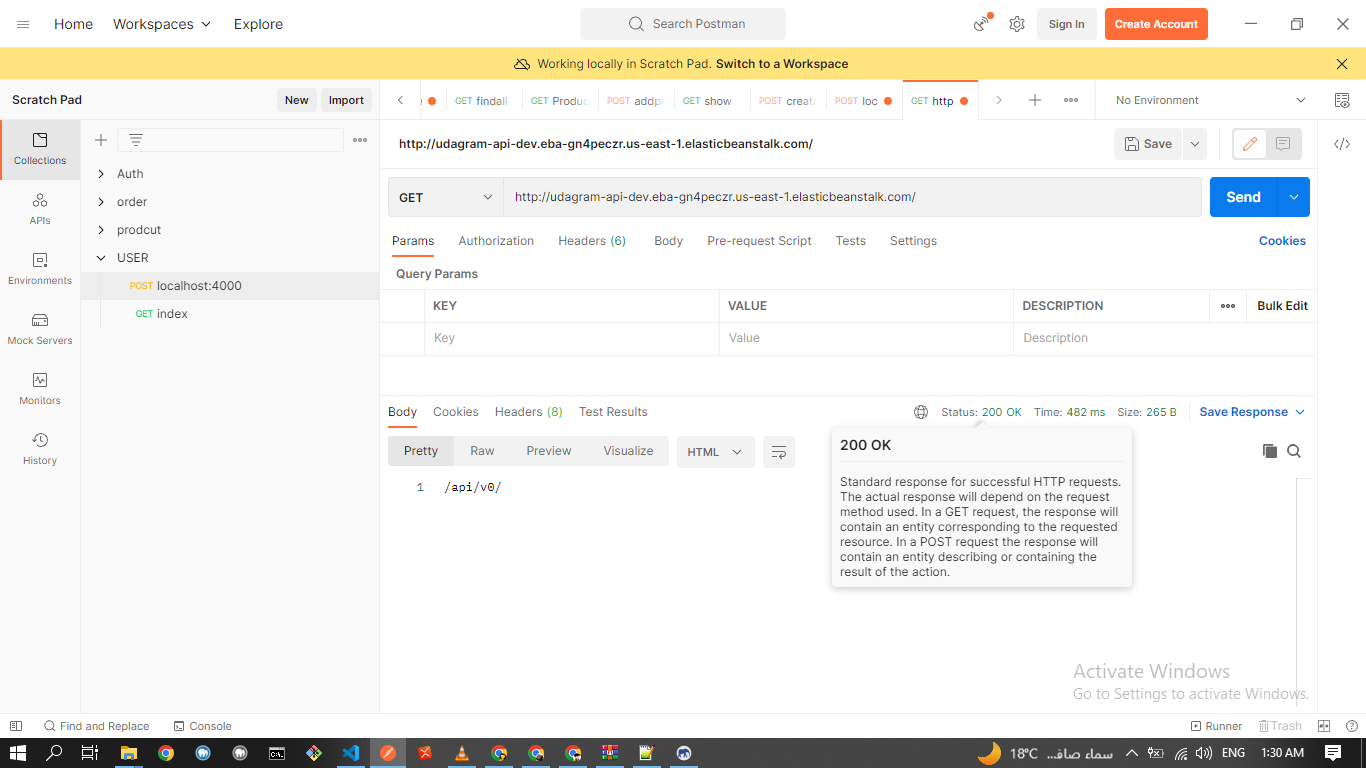 Home
Workspaces
Explore
Search Postman
Sign In
Create Account
Working locally in Scratch Pad. Switch to a Workspace
Scratch Pad
New
Import
GET findall
GET Produc
POST addpr
GET show
POST create
POST loc
GET http
No Environment
Collections
APIs
Environments
Mock Servers
Monitors
History
Auth
order
prodcut
USER
POST localhost:4000
GET index
http://udagram-api-dev.eba-gn4peczr.us-east-1.elasticbeanstalk.com/
Save
GET
http://udagram-api-dev.eba-gn4peczr.us-east-1.elasticbeanstalk.com/
Send
Params
Authorization
Headers (6)
Body
Pre-request Script
Tests
Settings
Cookies
Query Params
KEY
VALUE
DESCRIPTION
Bulk Edit
Key
Value
Description
Body
Cookies
Headers (8)
Test Results
Status: 200 OK
Time: 482 ms
Size: 265 B
Save Response
Pretty
Raw
Preview
Visualize
HTML
1
/api/v0/
200 OK
Standard response for successful HTTP requests.
The actual response will depend on the request
method used. In a GET request, the response will
contain an entity corresponding to the requested
resource. In a POST request the response will
contain an entity describing or containing the
result of the action.
Activate Windows
Go to Settings to activate Windows.
Find and Replace
Console
Runner
Trash
18°C
سماء صافـ...
ENG
1:30 AM